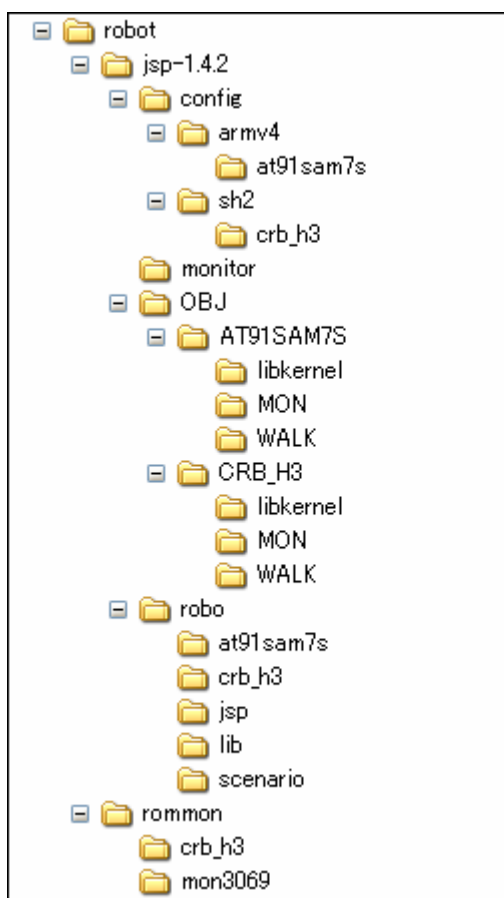 robot
jsp-1.4.2
config
armv4
at91sam7s
sh2
crb_h3
monitor
OBJ
AT91SAM7S
libkernel
MON
WALK
CRB_H3
libkernel
MON
WALK
robo
at91sam7s
crb_h3
jsp
lib
scenario
rommon
crb_h3
mon3069